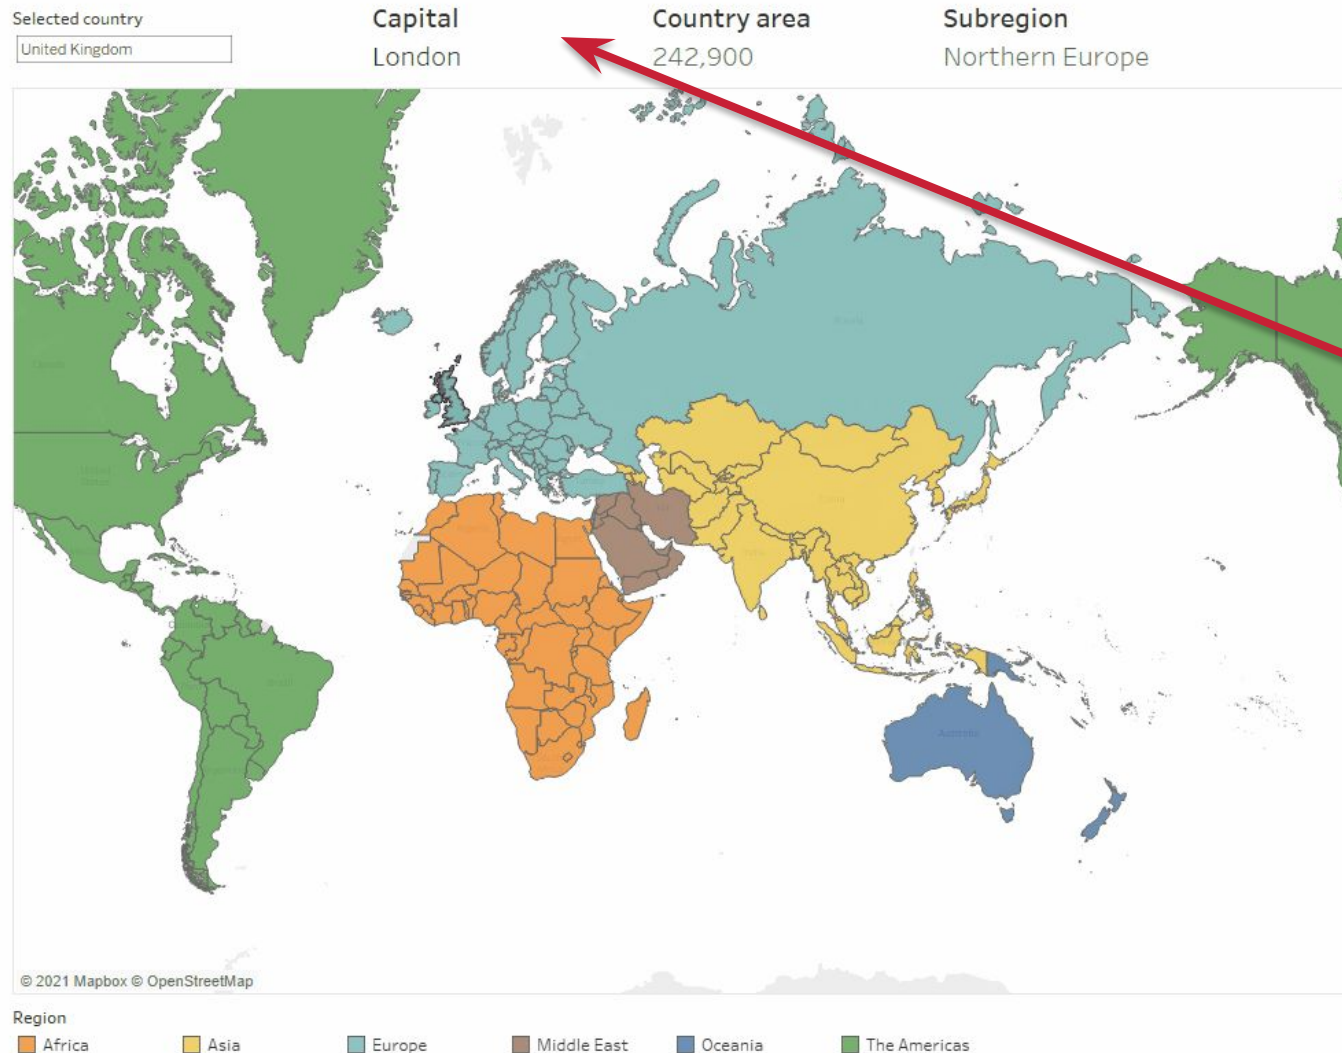 Selected country
United Kingdom
Capital
London
Country area
242,900
Subregion
Northern Europe
Australia
© 2021 Mapbox © OpenStreetMap
Region
Africa
Asia
Europe
Middle East
Oceania
The Americas